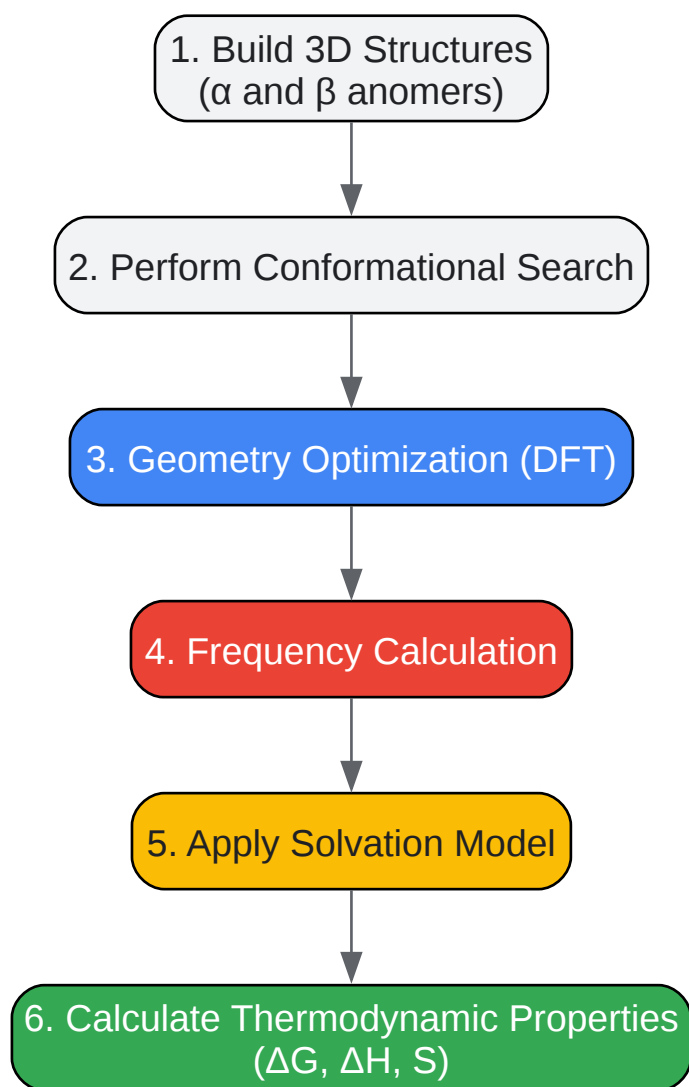 1. Build 3D Structures
(α and β anomers)
2. Perform Conformational Search
3. Geometry Optimization (DFT)
4. Frequency Calculation
5. Apply Solvation Model
6. Calculate Thermodynamic Properties
(ΔG, ΔH, S)